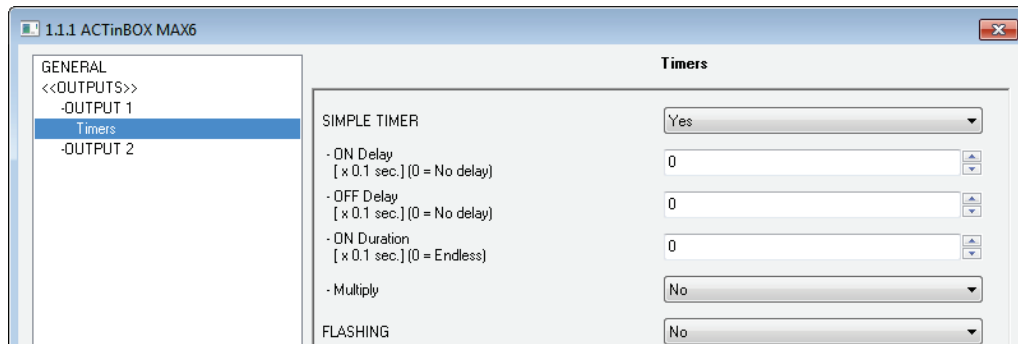 1.1.1 ACTinBOX MAX6
GENERAL
<<OUTPUTS>>
-OUTPUT 1
Timers
-OUTPUT 2
Timers
SIMPLE TIMER
Yes
- ON Delay
[ x 0.1 sec.] (0 = No delay)
0
- OFF Delay
[ x 0.1 sec.] (0 = No delay)
0
- ON Duration
[ x 0.1 sec.] (0 = Endless)
0
- Multiply
No
FLASHING
No